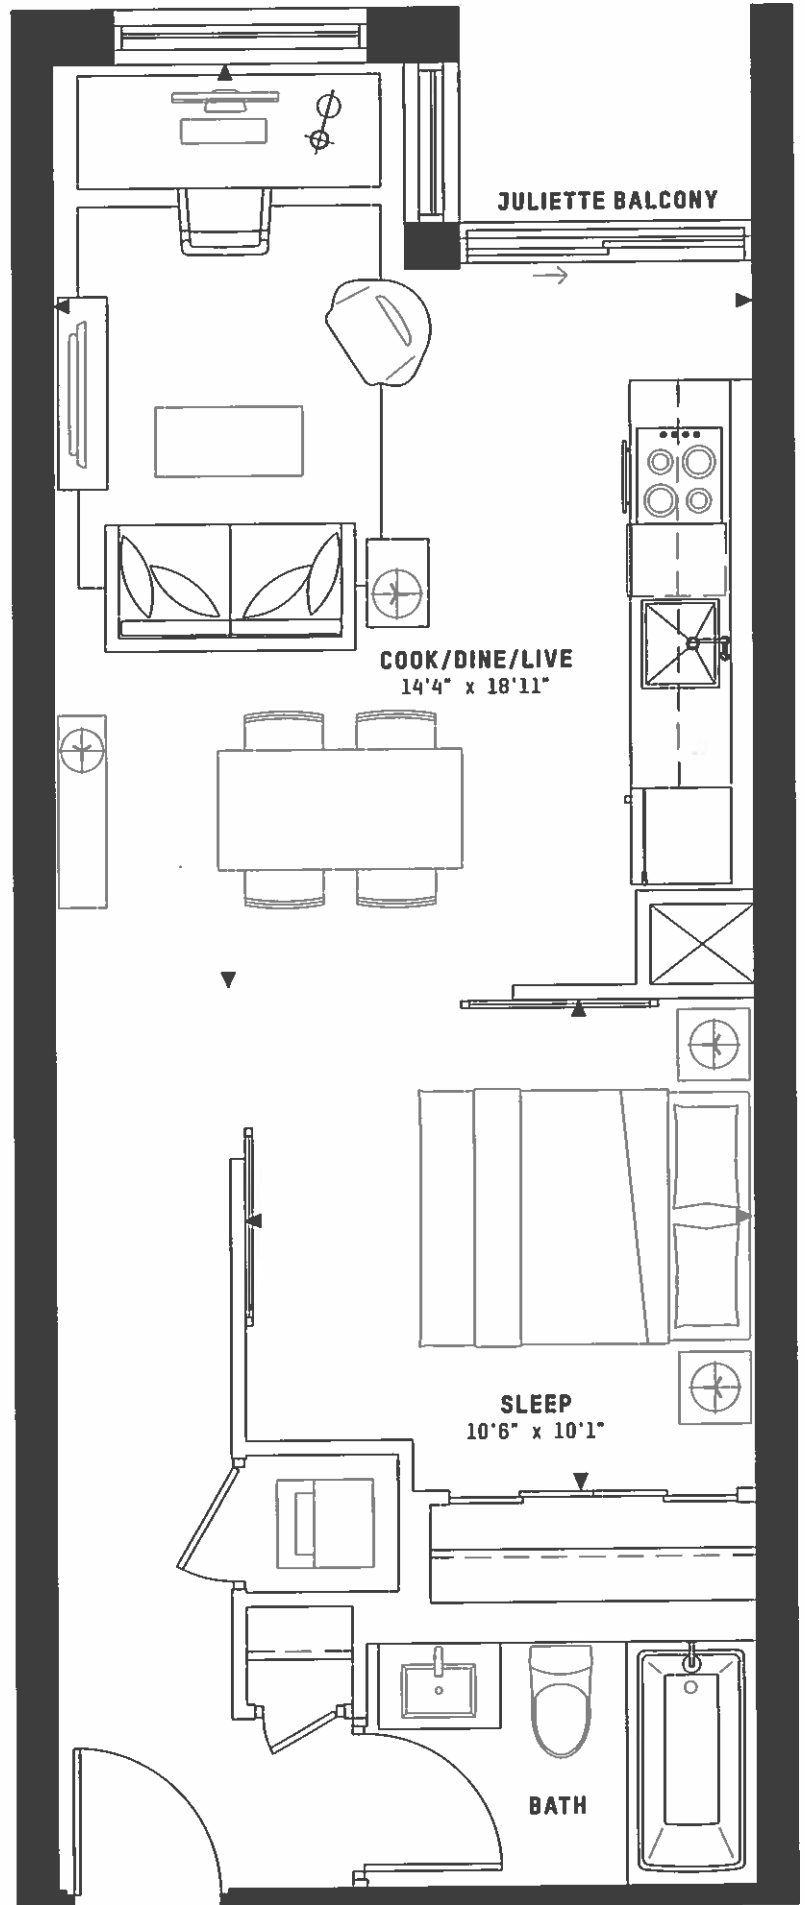 JULIETTE BALCONY
COOK/DINE/LIVE
14'4" x 18'11"
SLEEP
10'6" x 10'1"
BATH